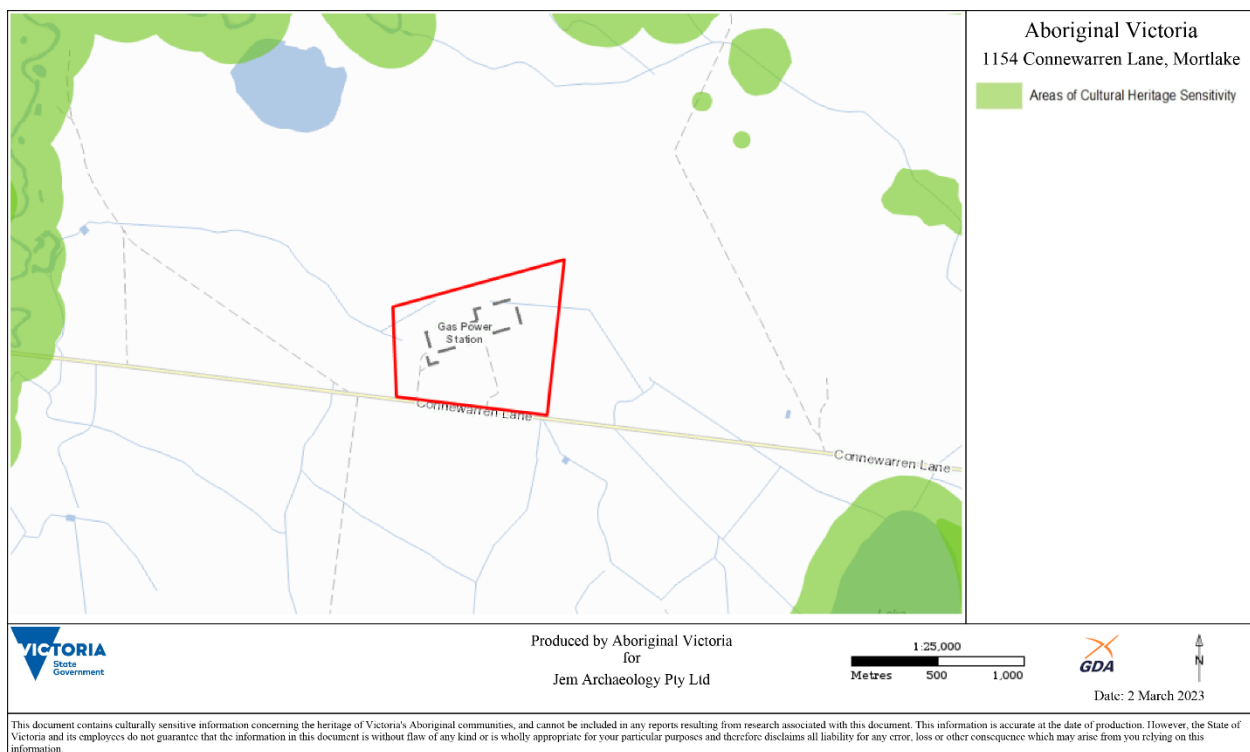 Aboriginal Victoria
1154 Connewarren Lane, Mortlake
Areas of Cultural Heritage Sensitivity
Gas Power
Station
Connewarren Lane
Connewarren Lane
Lake
VICTORIA
State
Government
Produced by Aboriginal Victoria
for
Jem Archaeology Pty Ltd
1:25,000
Metres 500 1,000
GDA
N
Date: 2 March 2023
This document contains culturally sensitive information concerning the heritage of Victoria's Aboriginal communities, and cannot be included in any reports resulting from research associated with this document. This information is accurate at the date of production. However, the State of
Victoria and its employees do not guarantee that the information in this document is without flaw of any kind or is wholly appropriate for your particular purposes and therefore disclaims all liability for any error, loss or other consequence which may arise from you relying on this
information.